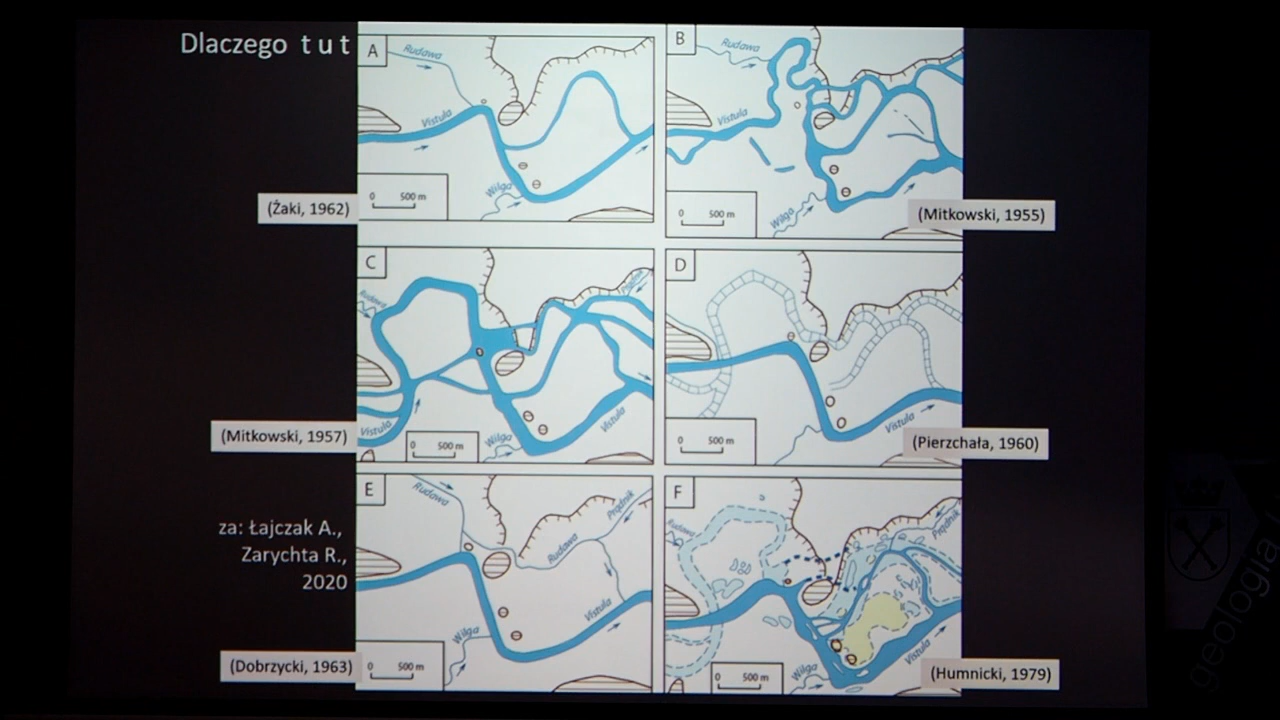 Dlaczego tut
A
Rudawa
Vistula
Wilga
0 500 m
(Żaki, 1962)
B
Rudawa
Vistula
Wilga
0 500 m
(Mitkowski, 1955)
C
Rudawa
Vistula
Wilga
Vistula
0 500 m
(Mitkowski, 1957)
D
Vistula
0 500 m
(Pierzchała, 1960)
E
Rudawa
Prądnik
Rudawa
Vistula
Wilga
0 500 m
za: Łajczak A.,
Zarychta R.,
2020
(Dobrzycki, 1963)
F
Rudawa
Prądnik
Vistula
Wilga
0 500 m
(Humnicki, 1979)
geologia